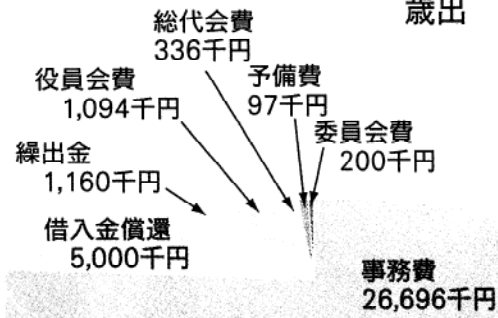 歳出
総代会費
336千円
役員会費
1,094千円
予備費
97千円
委員会費
200千円
繰出金
1,160千円
借入金償還
5,000千円
事務費
26,696千円